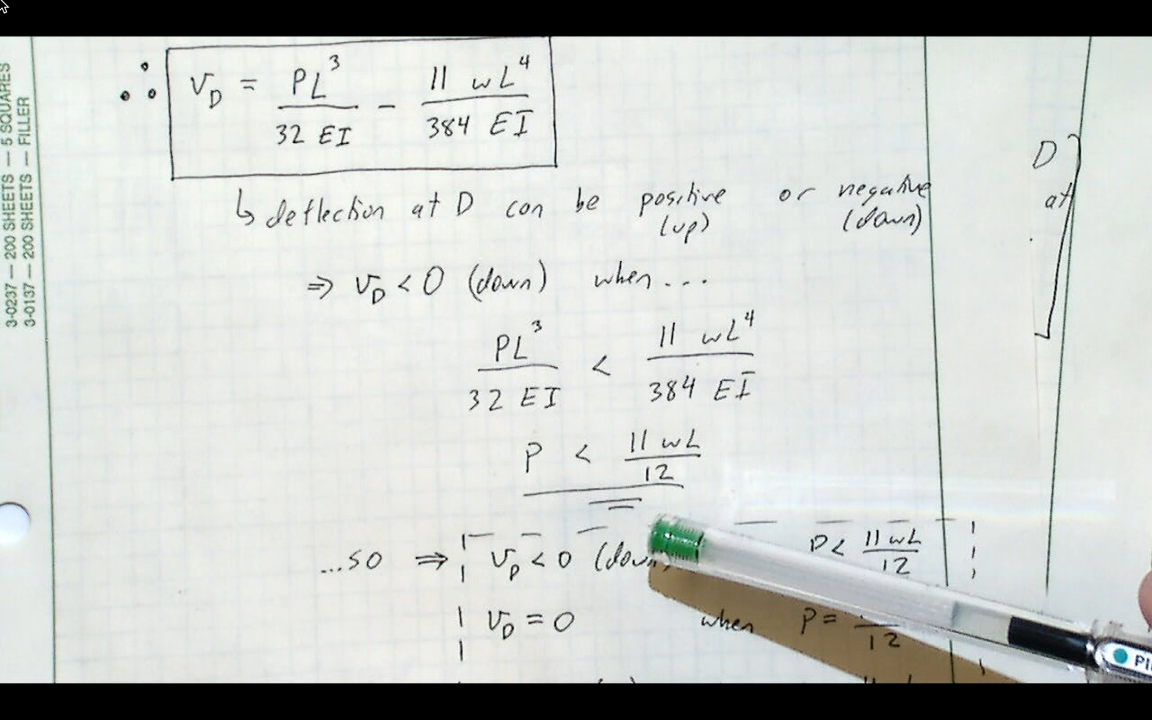 ∴ v_D = PL³/32 EI − 11 wL⁴/384 EI
↳ deflection at D can be positive (up) or negative (down)
⇒ v_D < 0 (down) when...
PL³/32 EI < 11 wL⁴/384 EI
P < 11 wL/12
...so ⇒ v_D < 0 (down) P < 11 wL/12
v_D = 0 when P = /12
D
at
3-0237 — 200 SHEETS — 5 SQUARES
3-0137 — 200 SHEETS — FILLER